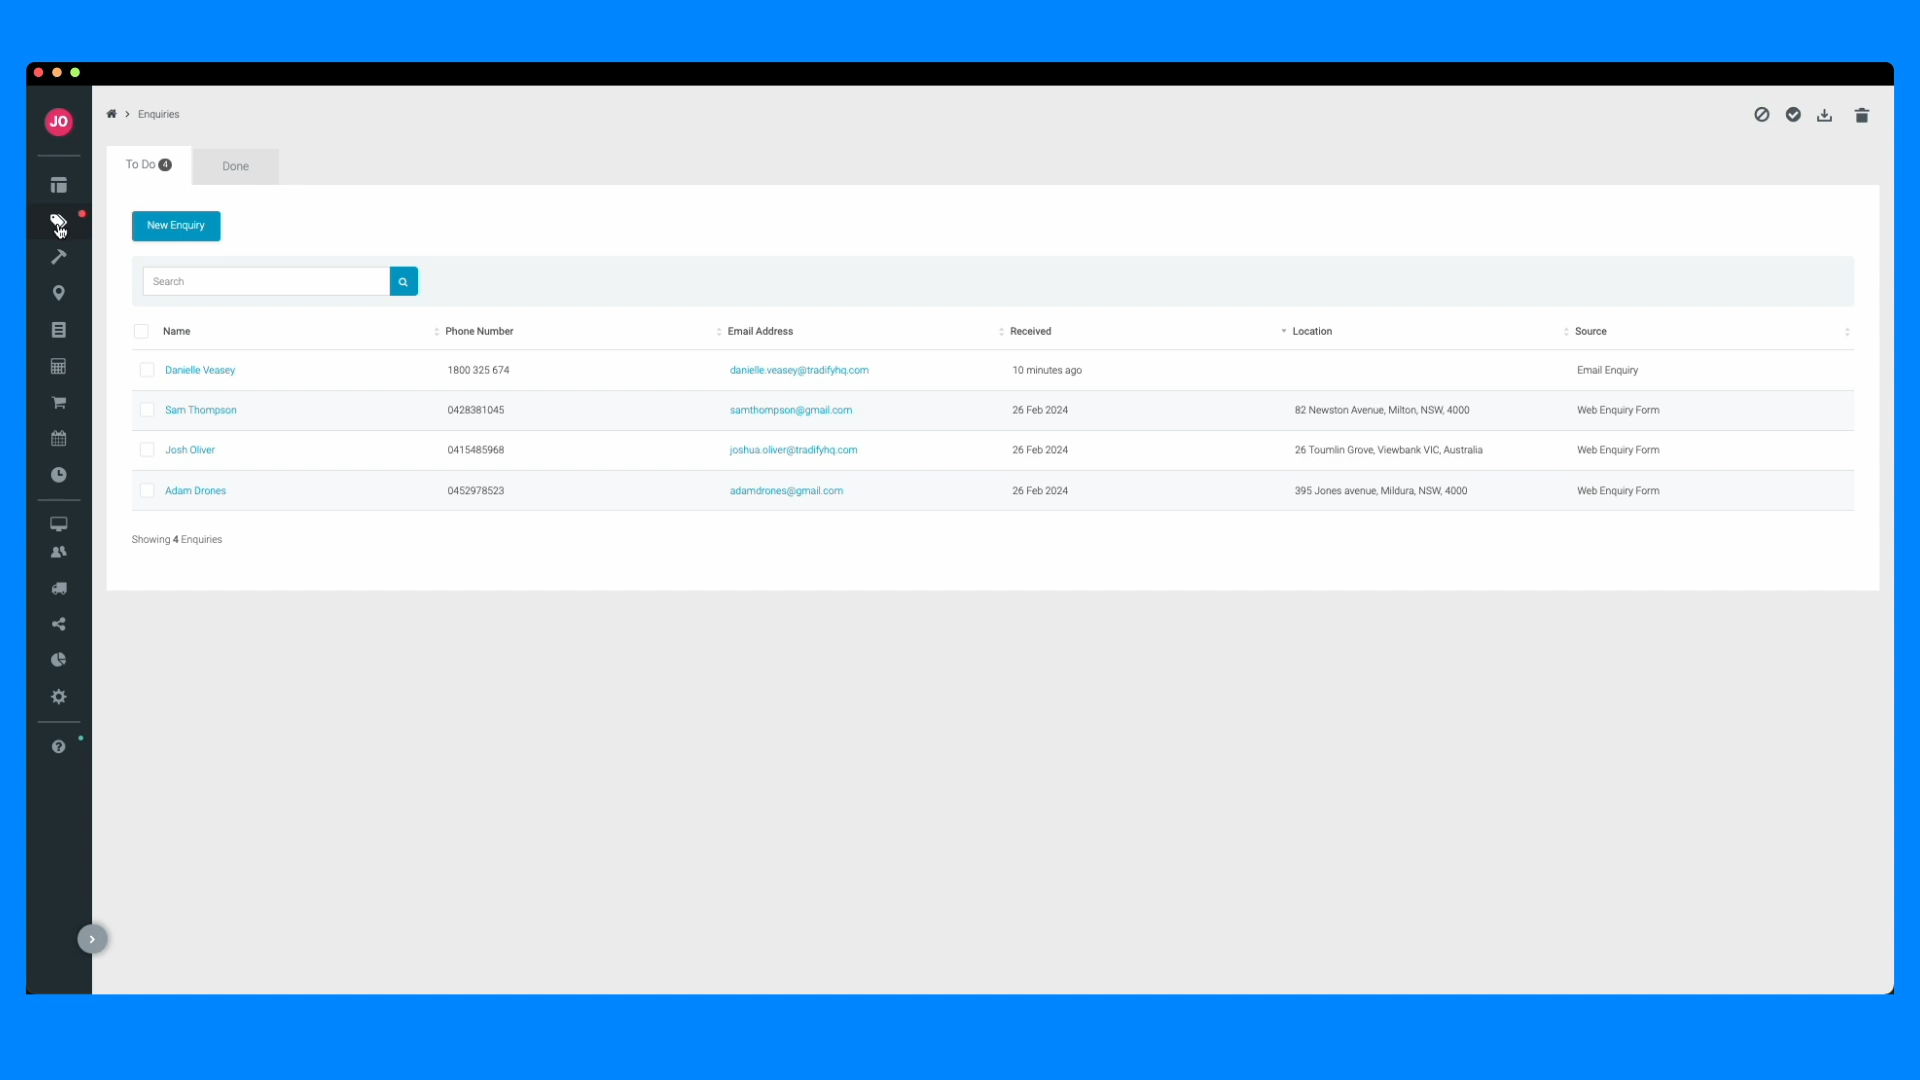 JO
Enquiries
To Do 4
Done
New Enquiry
Search
Name Phone Number Email Address Received Location Source
Danielle Veasey 1800 325 674 danielle.veasey@tradifyhq.com 10 minutes ago Email Enquiry
Sam Thompson 0428381045 samthompson@gmail.com 26 Feb 2024 82 Newston Avenue, Milton, NSW, 4000 Web Enquiry Form
Josh Oliver 0415485968 joshua.oliver@tradifyhq.com 26 Feb 2024 26 Toumlin Grove, Viewbank VIC, Australia Web Enquiry Form
Adam Drones 0452978523 adamdrones@gmail.com 26 Feb 2024 395 Jones avenue, Mildura, NSW, 4000 Web Enquiry Form
Showing 4 Enquiries